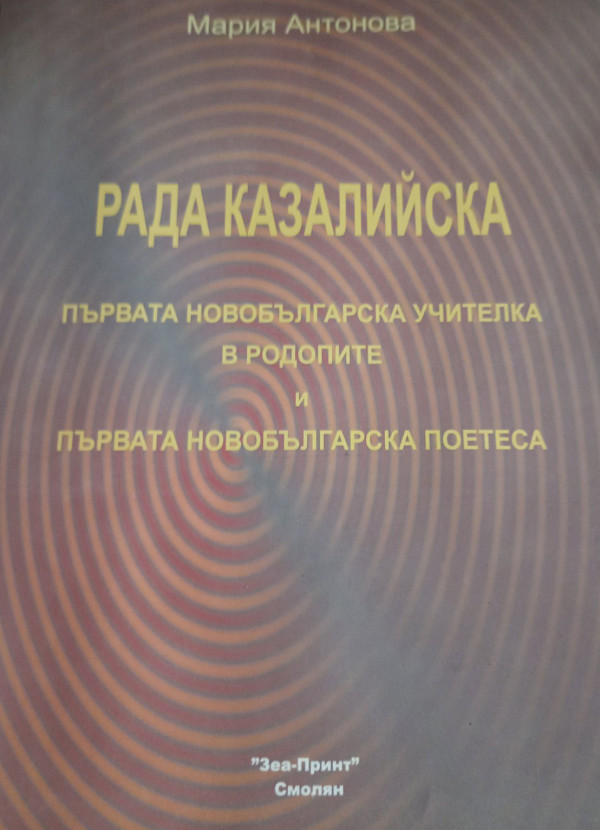 Мария Антонова
РАДА КАЗАЛИЙСКА
ПЪРВАТА НОВОБЪЛГАРСКА УЧИТЕЛКА
В РОДОПИТЕ
И
ПЪРВАТА НОВОБЪЛГАРСКА ПОЕТЕСА
"Зеа-Принт"
Смолян